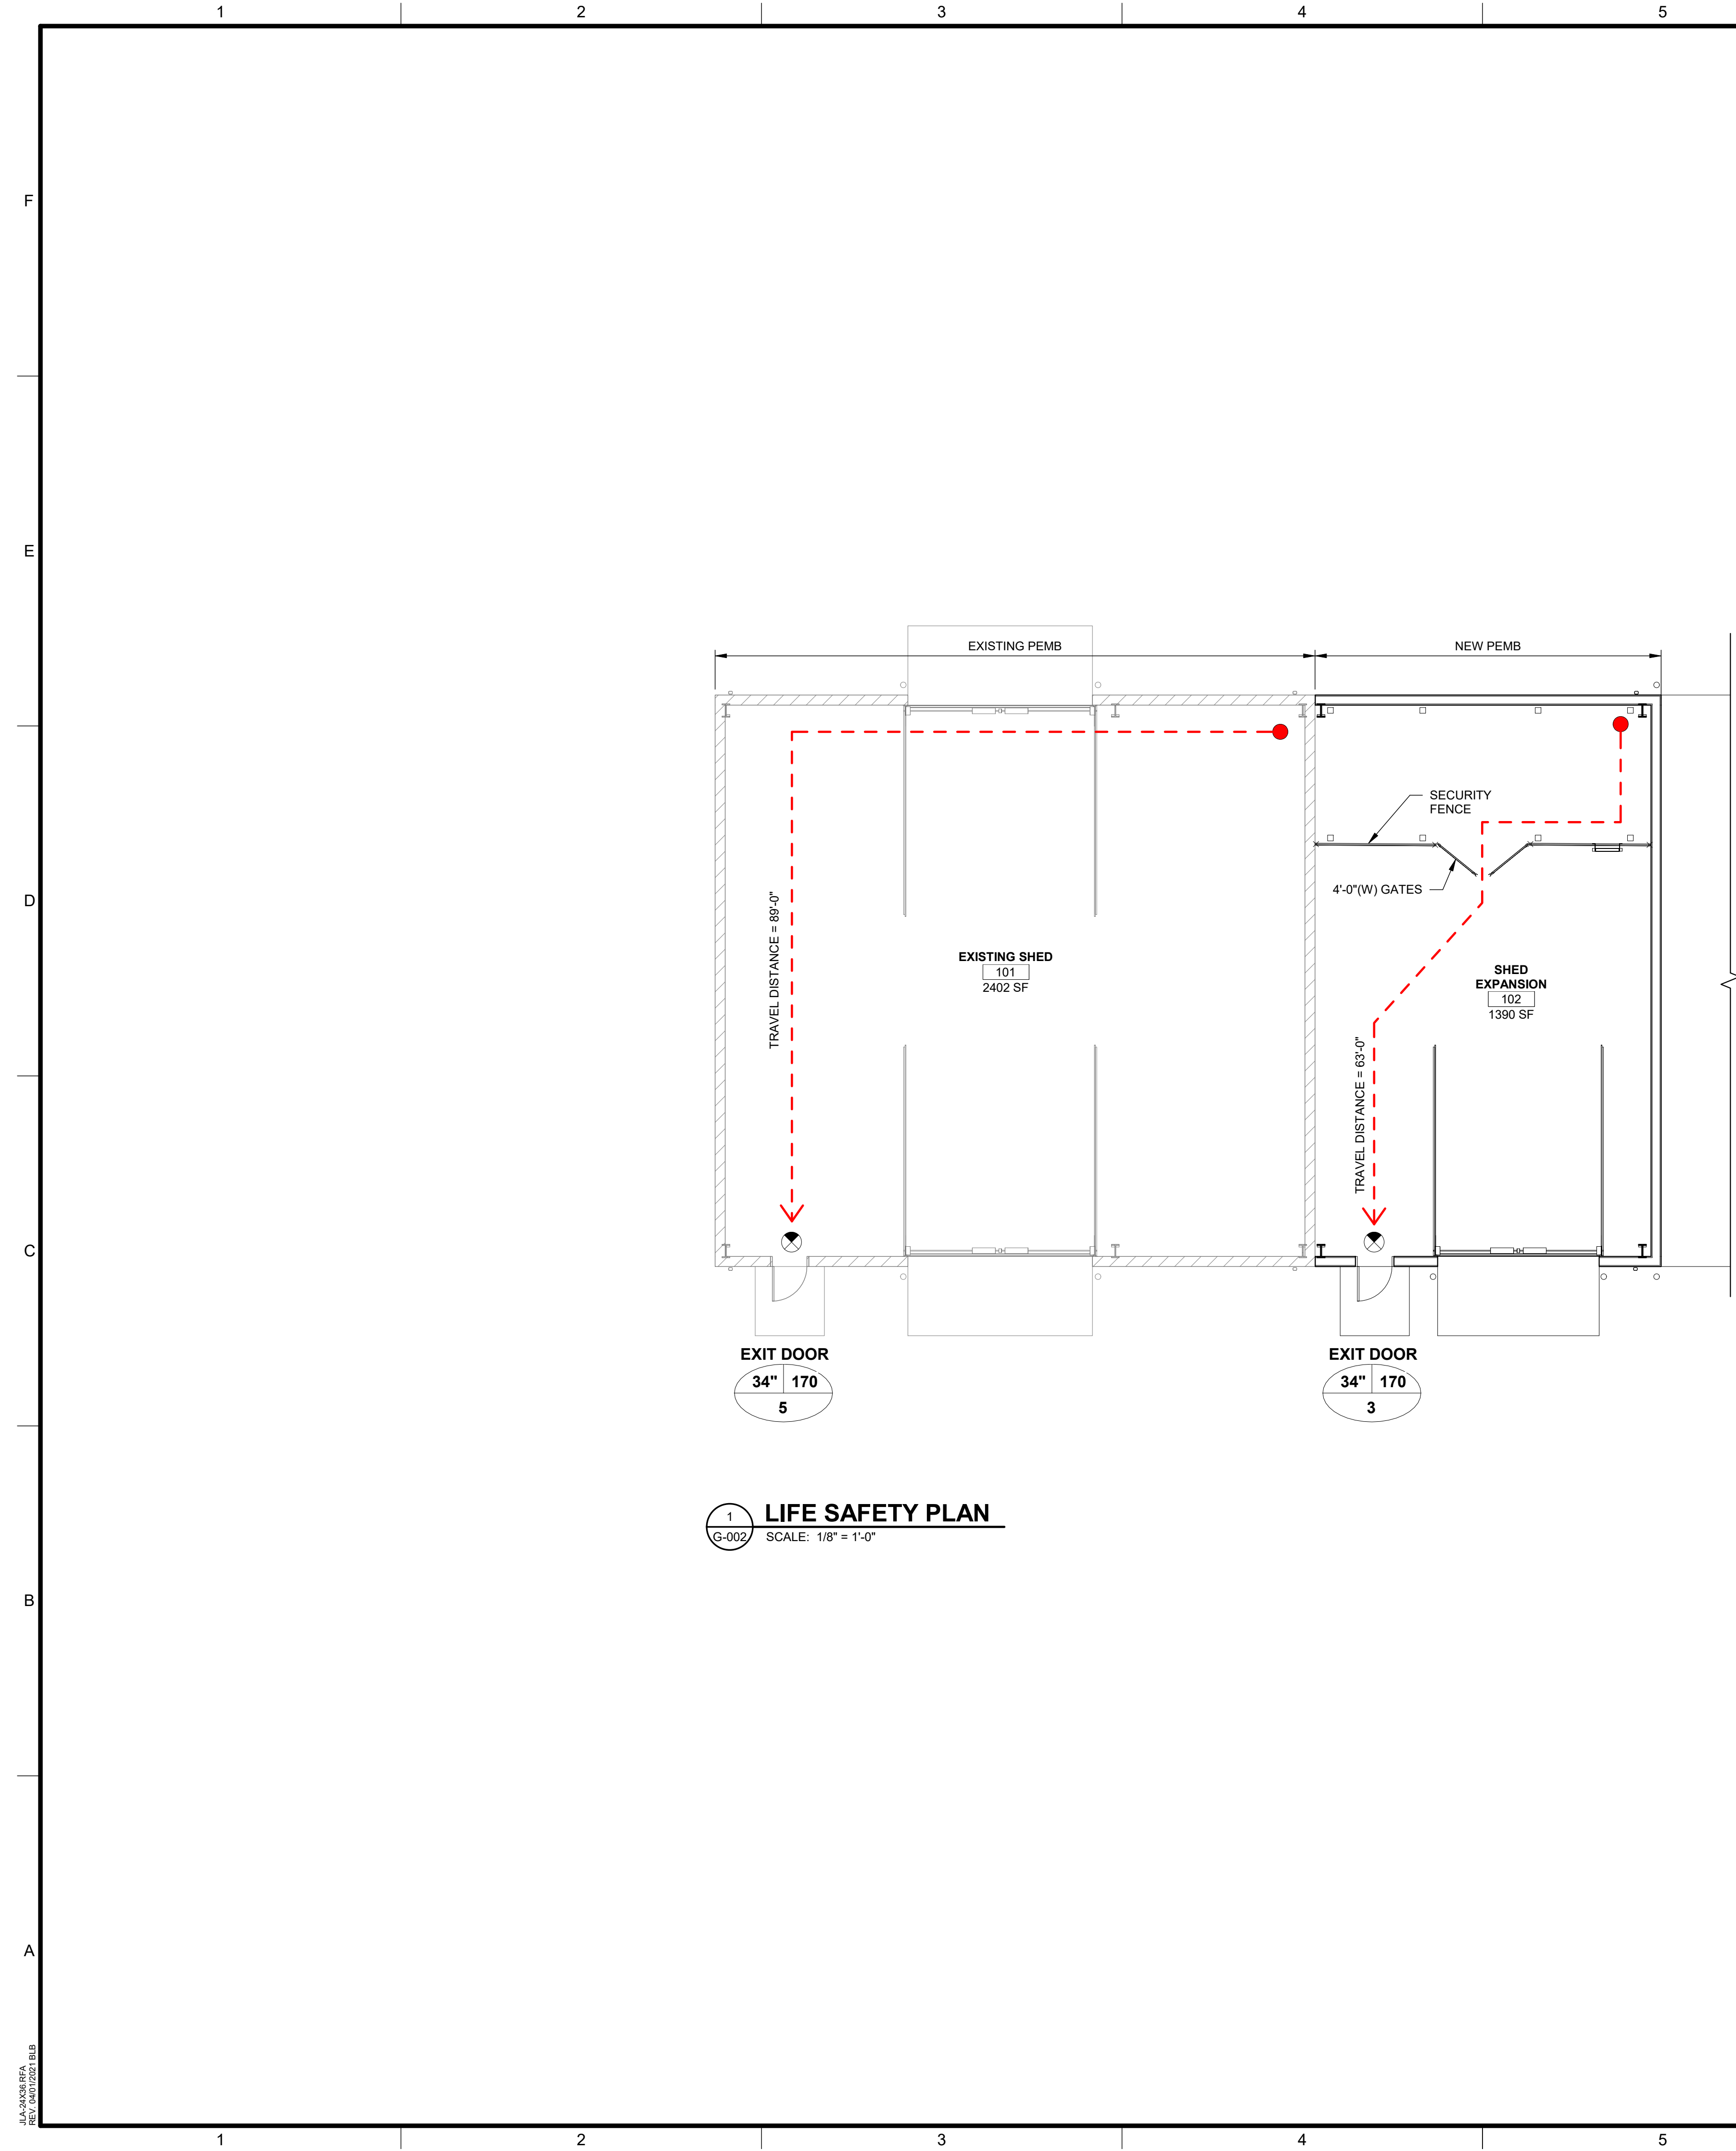 1 2 3 4 5
F
E
D
C
B
A
EXISTING PEMB
NEW PEMB
SECURITY
FENCE
4'-0"(W) GATES
TRAVEL DISTANCE = 89'-0"
EXISTING SHED
101
2402 SF
SHED
EXPANSION
102
1390 SF
TRAVEL DISTANCE = 63'-0"
EXIT DOOR
34" 170
5
EXIT DOOR
34" 170
3
1
G-002
LIFE SAFETY PLAN
SCALE: 1/8" = 1'-0"
JLA-24X36.RFA
REV. 04/01/2021 BLB
1 2 3 4 5